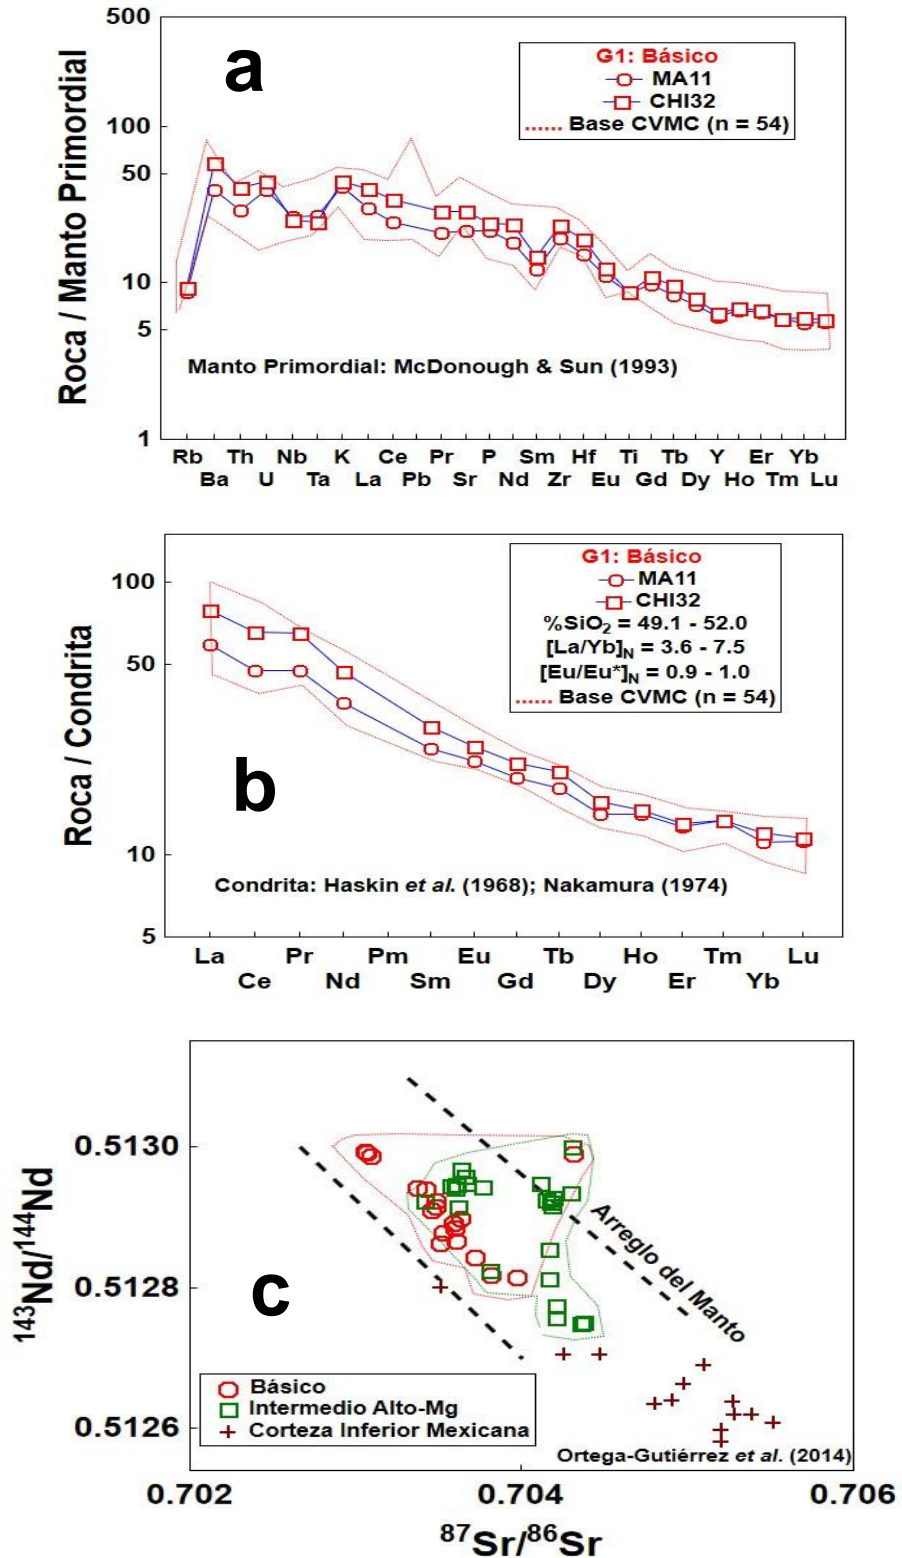 500
100
50
10
5
1
Roca / Manto Primordial
a
G1: Básico
MA11
CHI32
Base CVMC (n = 54)
Manto Primordial: McDonough & Sun (1993)
Rb Th Nb K Ce Pr P Sm Hf Ti Tb Y Er Yb
Ba U Ta La Pb Sr Nd Zr Eu Gd Dy Ho Tm Lu
100
50
10
5
Roca / Condrita
b
G1: Básico
MA11
CHI32
%SiO₂ = 49.1 - 52.0
[La/Yb]N = 3.6 - 7.5
[Eu/Eu*]N = 0.9 - 1.0
Base CVMC (n = 54)
Condrita: Haskin et al. (1968); Nakamura (1974)
La Pr Pm Eu Tb Ho Tm Lu
Ce Nd Sm Gd Dy Er Yb
0.5130
0.5128
0.5126
¹⁴³Nd/¹⁴⁴Nd
c
Arreglo del Manto
Básico
Intermedio Alto-Mg
Corteza Inferior Mexicana
Ortega-Gutiérrez et al. (2014)
0.702 0.704 0.706
⁸⁷Sr/⁸⁶Sr